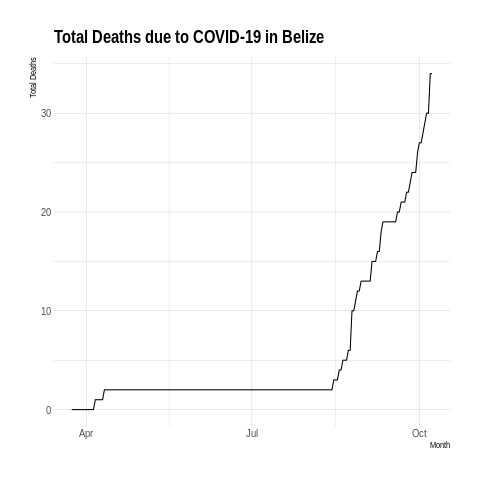 Total Deaths due to COVID-19 in Belize
Total Deaths
30
20
10
0
Apr
Jul
Oct
Month